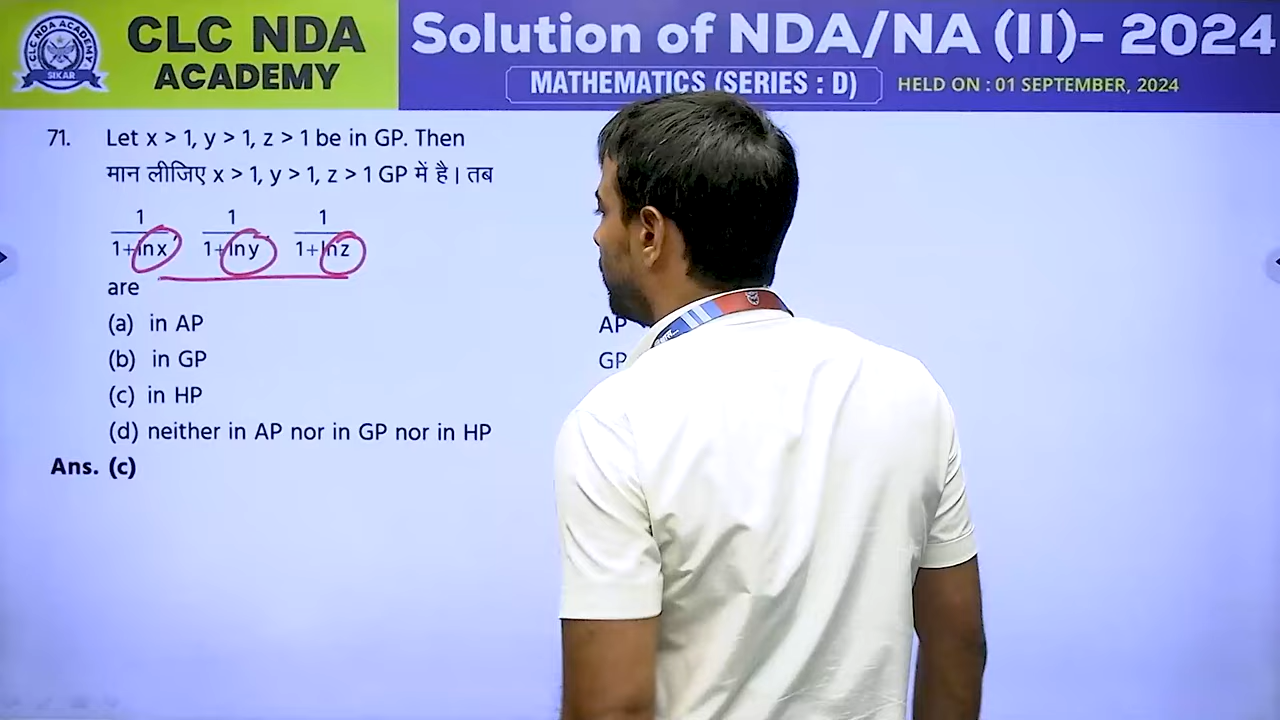 CLC NDA ACADEMY
SIKAR
CLC NDA
ACADEMY
Solution of NDA/NA (II)- 2024
MATHEMATICS (SERIES : D)
HELD ON : 01 SEPTEMBER, 2024
71. Let x > 1, y > 1, z > 1 be in GP. Then
मान लीजिए x > 1, y > 1, z > 1 GP में है। तब
1/(1+ln x), 1/(1+ln y), 1/(1+ln z)
are
(a) in AP
AP
(b) in GP
GP
(c) in HP
(d) neither in AP nor in GP nor in HP
Ans. (c)